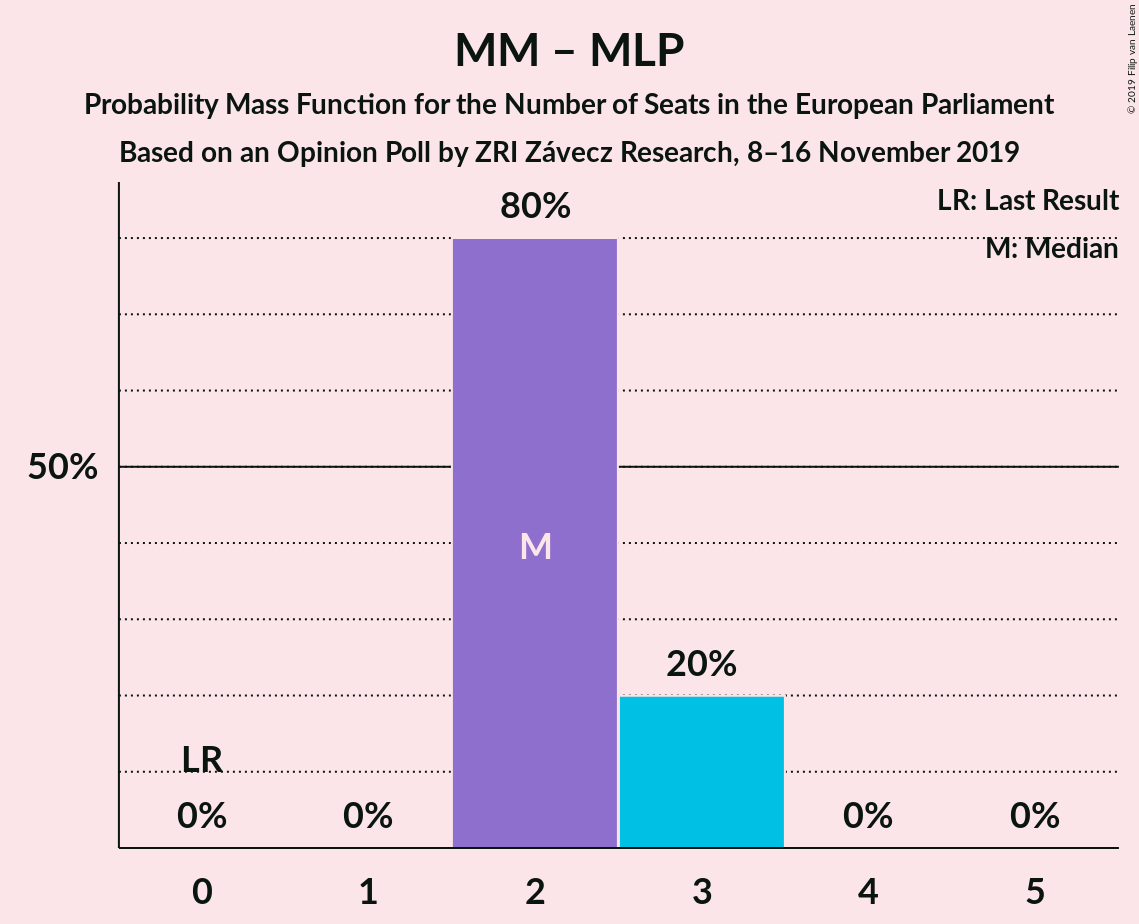 MM – MLP
Probability Mass Function for the Number of Seats in the European Parliament
Based on an Opinion Poll by ZRI Závecz Research, 8–16 November 2019
© 2019 Filip van Laenen
LR: Last Result
M: Median
80%
50%
M
20%
LR
0% 0% 0% 0%
0 1 2 3 4 5